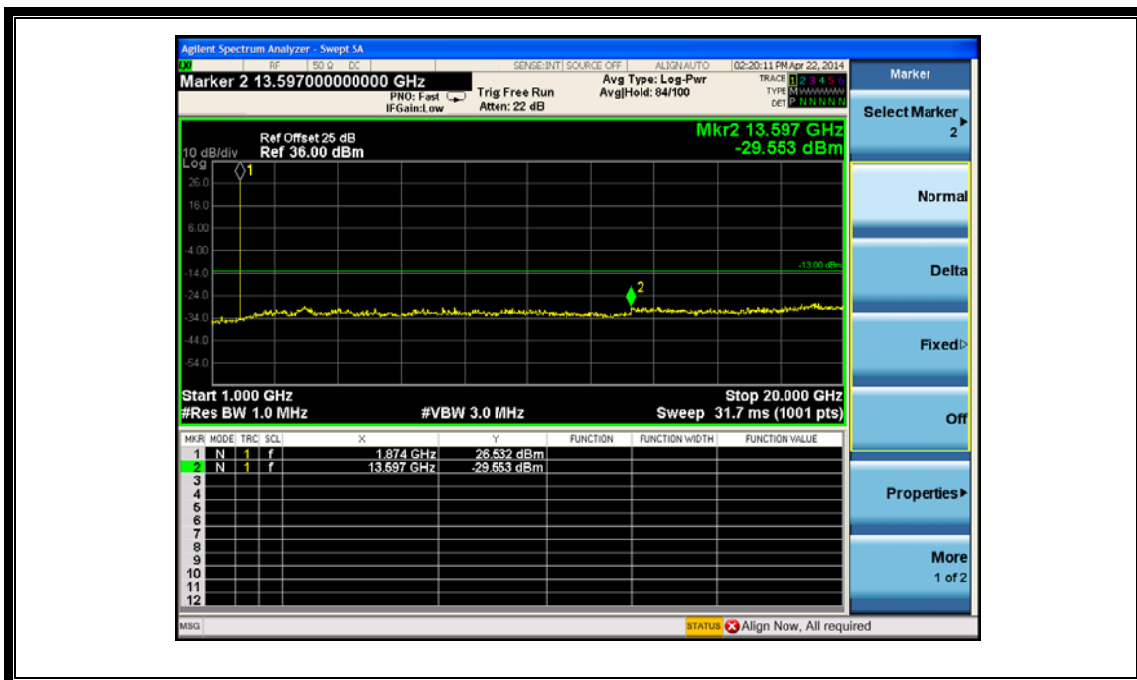 Agilent Spectrum Analyzer - Swept SA
RF 50 Ω DC SENSE:INT SOURCE OFF ALIGN AUTO 02:20:11 PM Apr 22, 2014
Marker 2 13.597000000000 GHz
PNO: Fast
IFGain:Low
Trig: Free Run
Atten: 22 dB
Avg Type: Log-Pwr
Avg|Hold: 84/100
TRACE 1 2 3 4 5 6
TYPE M
DET P N N N N N
Ref Offset 25 dB
Ref 36.00 dBm
10 dB/div
Log
Mkr2 13.597 GHz
-29.553 dBm
1
26.0
16.0
6.00
-4.00
-13.00 dBm
-14.0
-24.0
2
-34.0
-44.0
-54.0
Start 1.000 GHz
Stop 20.000 GHz
#Res BW 1.0 MHz
#VBW 3.0 MHz
Sweep 31.7 ms (1001 pts)
MKR MODE TRC SCL X Y FUNCTION FUNCTION WIDTH FUNCTION VALUE
1 N 1 f 1.874 GHz 26.532 dBm
2 N 1 f 13.597 GHz -29.553 dBm
3
4
5
6
7
8
9
10
11
12
MSG
STATUS Align Now, All required
Marker
Select Marker
2
Normal
Delta
Fixed
Off
Properties
More
1 of 2